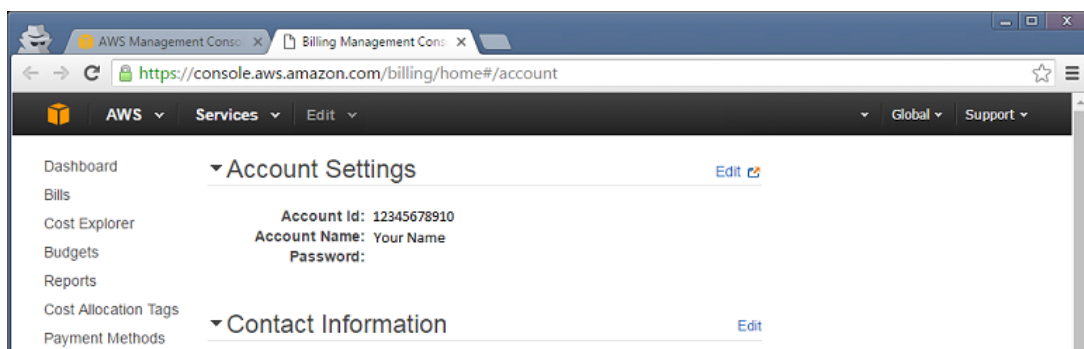 AWS Management Conso
Billing Management Cons
https://console.aws.amazon.com/billing/home#/account
AWS Services Edit Global Support
Dashboard
Bills
Cost Explorer
Budgets
Reports
Cost Allocation Tags
Payment Methods
Account Settings Edit
Account Id: 12345678910
Account Name: Your Name
Password:
Contact Information Edit